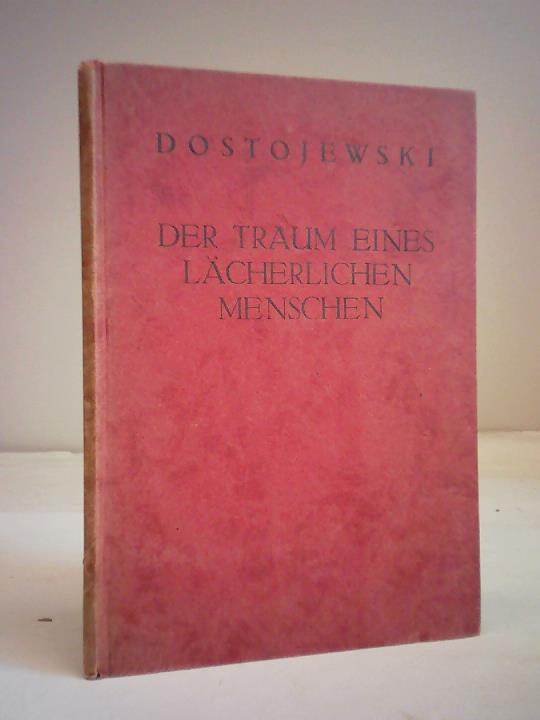 DOSTOJEWSKI
DER TRAUM EINES
LÄCHERLICHEN
MENSCHEN